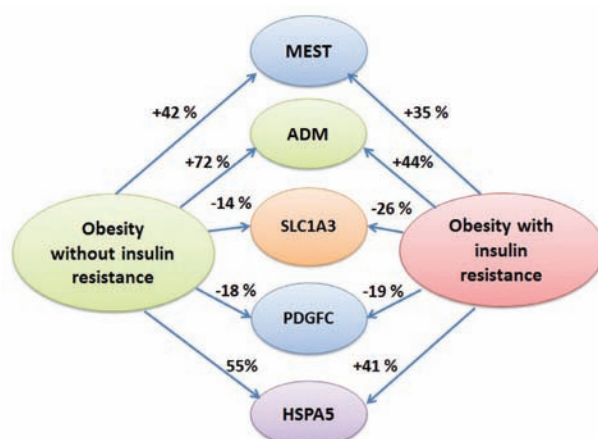 MEST
+42 %
+35 %
ADM
+72 %
+44%
-14 %
-26 %
SLC1A3
Obesity
without insulin
resistance
Obesity with
insulin
resistance
-18 %
-19 %
PDGFC
55%
+41 %
HSPA5